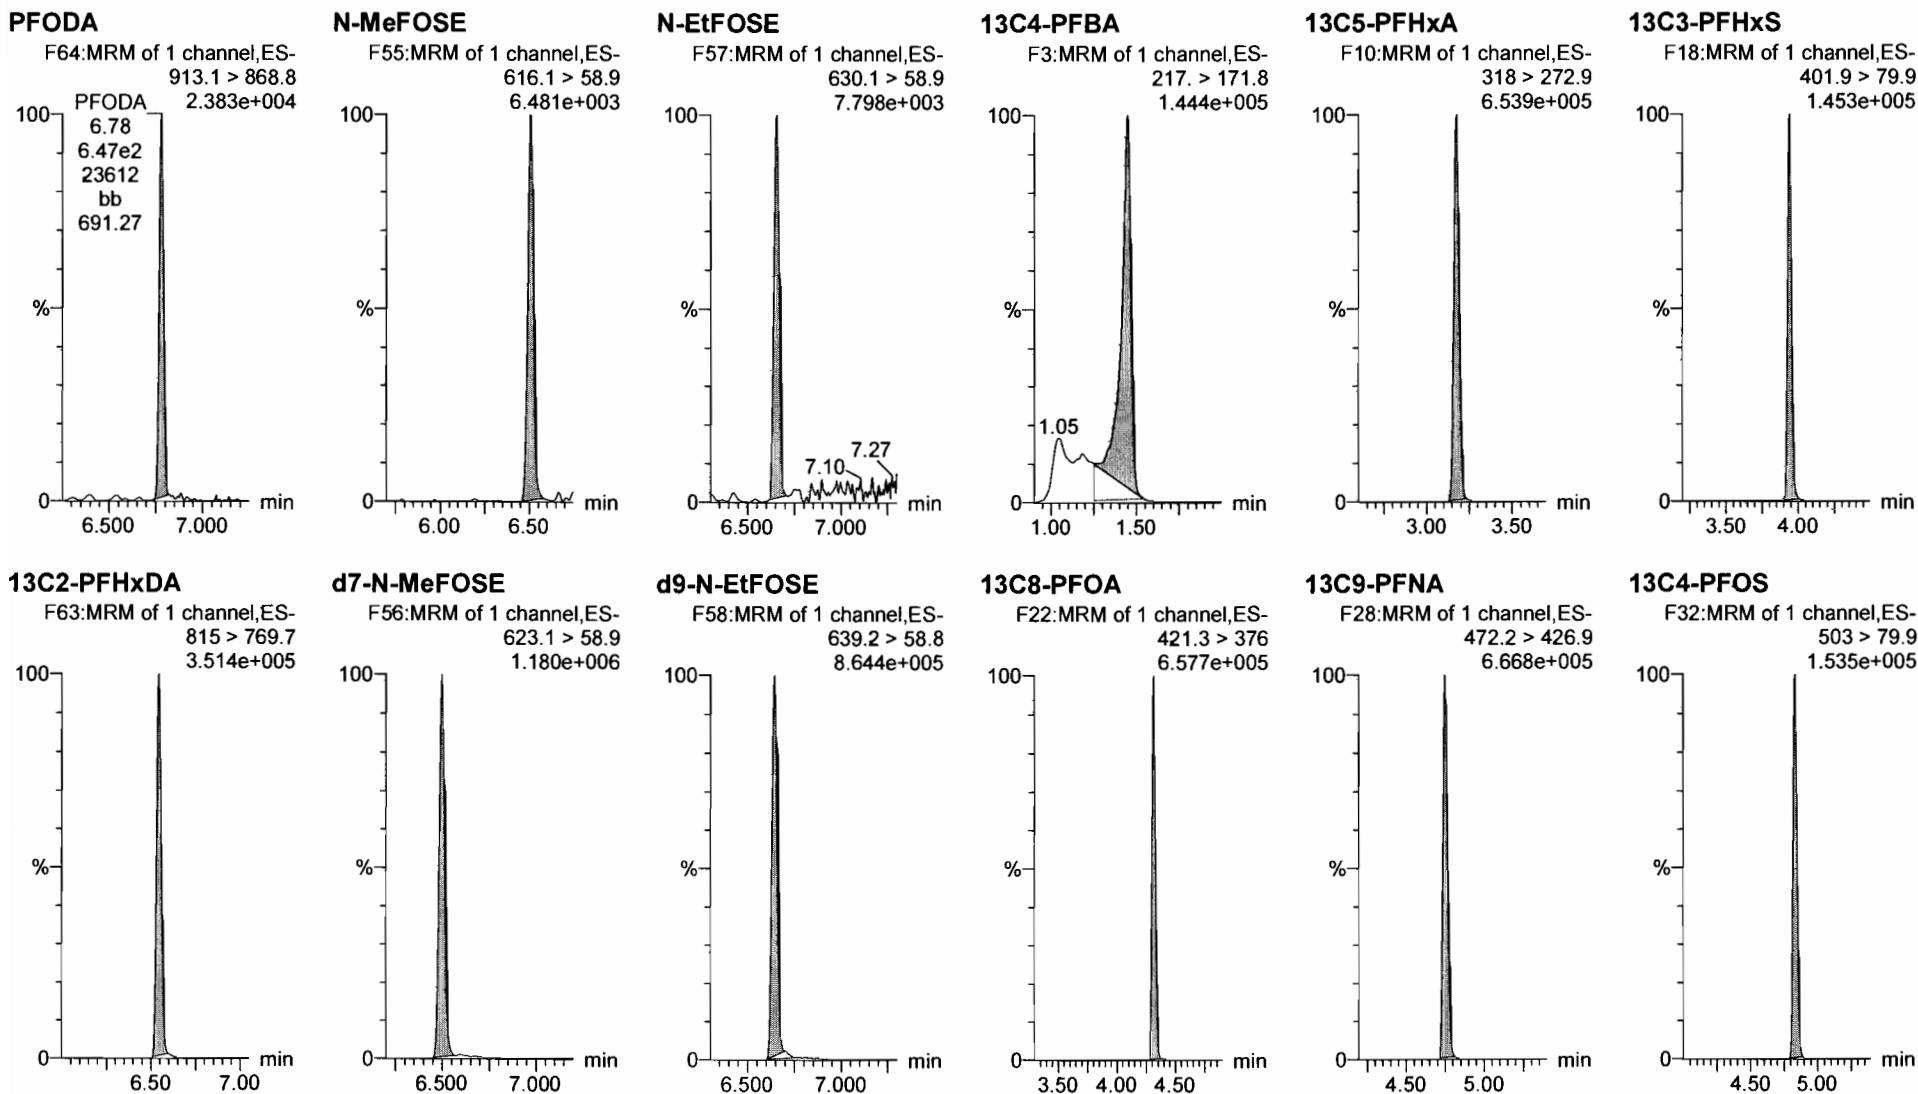 PFODA
F64:MRM of 1 channel,ES-
913.1 > 868.8
2.383e+004
PFODA
6.78
6.47e2
23612
bb
691.27
100
%
0
min
6.500 7.000
N-MeFOSE
F55:MRM of 1 channel,ES-
616.1 > 58.9
6.481e+003
100
%
0
min
6.00 6.50
N-EtFOSE
F57:MRM of 1 channel,ES-
630.1 > 58.9
7.798e+003
100
%
7.10
7.27
0
min
6.500 7.000
13C4-PFBA
F3:MRM of 1 channel,ES-
217. > 171.8
1.444e+005
100
%
1.05
0
min
1.00 1.50
13C5-PFHxA
F10:MRM of 1 channel,ES-
318 > 272.9
6.539e+005
100
%
0
min
3.00 3.50
13C3-PFHxS
F18:MRM of 1 channel,ES-
401.9 > 79.9
1.453e+005
100
%
0
min
3.50 4.00
13C2-PFHxDA
F63:MRM of 1 channel,ES-
815 > 769.7
3.514e+005
100
%
0
min
6.50 7.00
d7-N-MeFOSE
F56:MRM of 1 channel,ES-
623.1 > 58.9
1.180e+006
100
%
0
min
6.500 7.000
d9-N-EtFOSE
F58:MRM of 1 channel,ES-
639.2 > 58.8
8.644e+005
100
%
0
min
6.500 7.000
13C8-PFOA
F22:MRM of 1 channel,ES-
421.3 > 376
6.577e+005
100
%
0
min
3.50 4.00 4.50
13C9-PFNA
F28:MRM of 1 channel,ES-
472.2 > 426.9
6.668e+005
100
%
0
min
4.50 5.00
13C4-PFOS
F32:MRM of 1 channel,ES-
503 > 79.9
1.535e+005
100
%
0
min
4.50 5.00